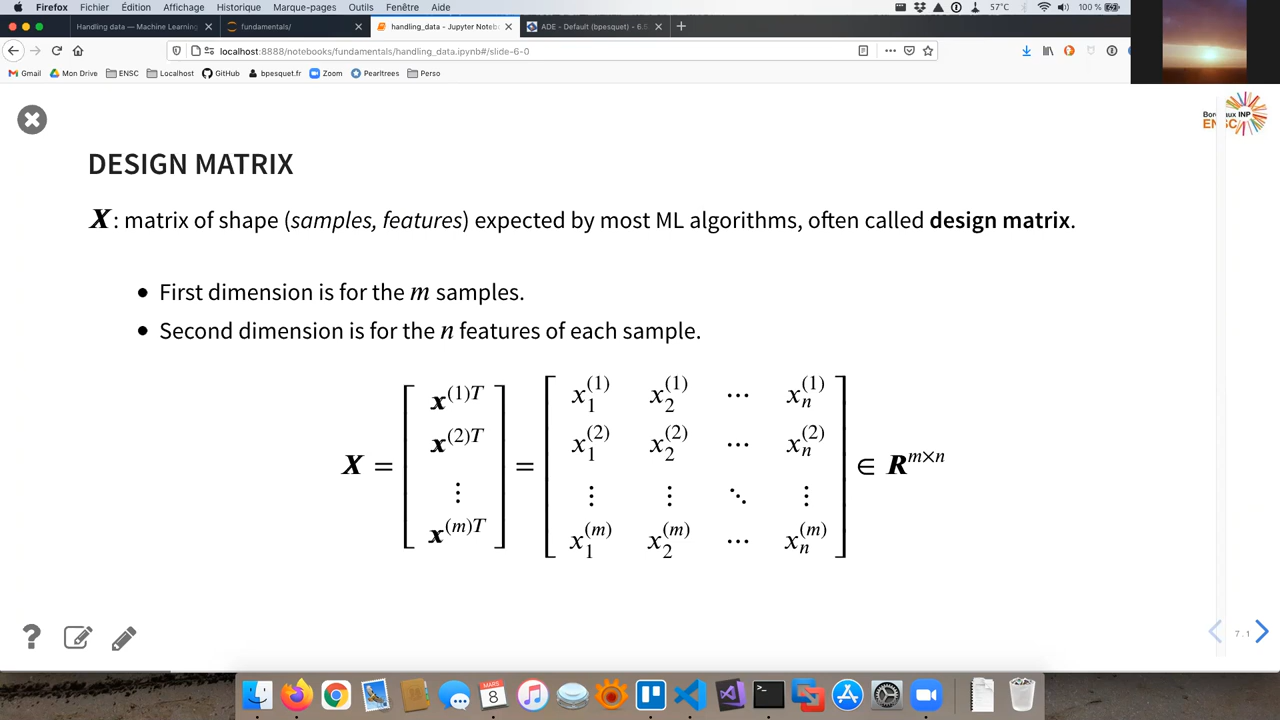 Firefox Fichier Édition Affichage Historique Marque-pages Outils Fenêtre Aide 57°C 100 %
Handling data — Machine Learning fundamentals/ handling_data - Jupyter Notebo ADE - Default (bpesquet) - 6.5
localhost:8888/notebooks/fundamentals/handling_data.ipynb#/slide-6-0
Gmail Mon Drive ENSC Localhost GitHub bpesquet.fr Zoom Pearltrees Perso
ENSC
DESIGN MATRIX
X : matrix of shape (samples, features) expected by most ML algorithms, often called design matrix.
• First dimension is for the m samples.
• Second dimension is for the n features of each sample.
X = [ x^(1)T x^(2)T ⋮ x^(m)T ] = [ x_1^(1) x_2^(1) ⋯ x_n^(1)
x_1^(2) x_2^(2) ⋯ x_n^(2)
⋮ ⋮ ⋱ ⋮
x_1^(m) x_2^(m) ⋯ x_n^(m) ] ∈ R^m×n
?
7.1
MARS
8